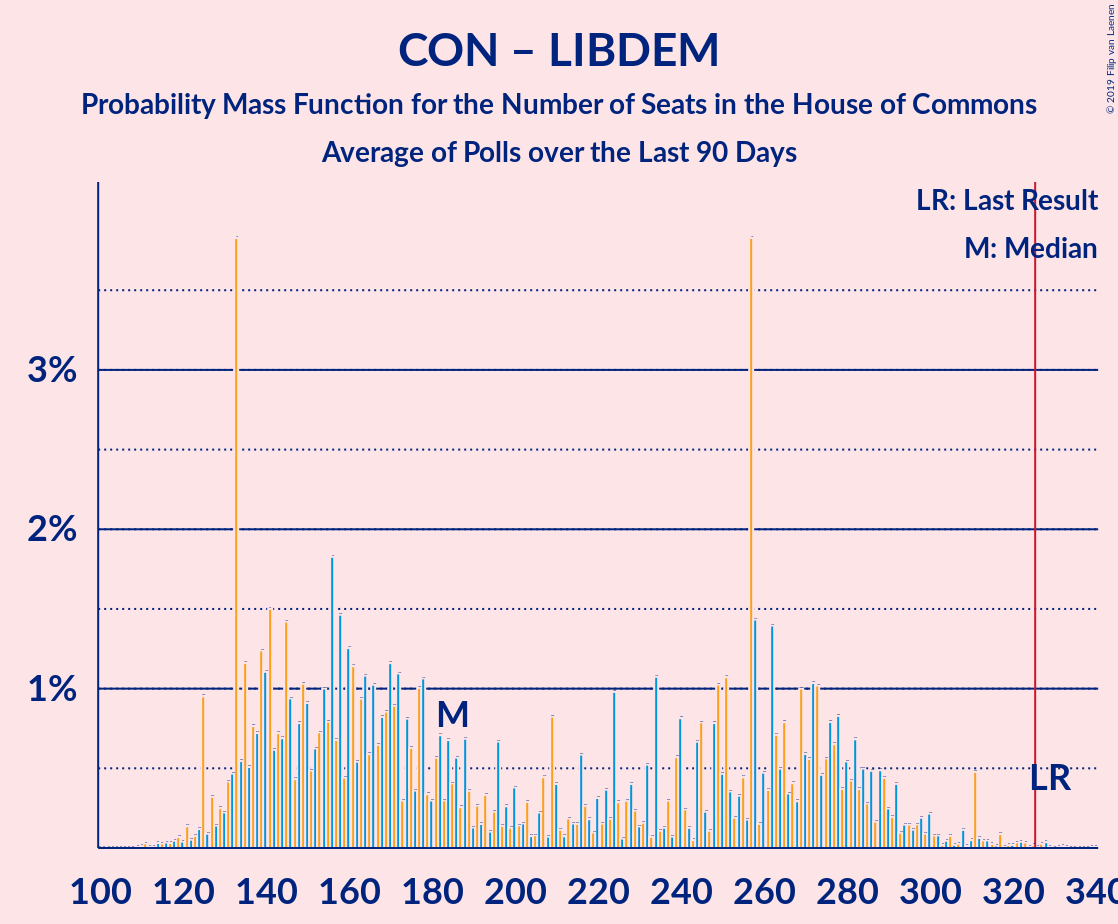 CON – LIBDEM
Probability Mass Function for the Number of Seats in the House of Commons
Average of Polls over the Last 90 Days
© 2019 Filip van Laenen
LR: Last Result
M: Median
3%
2%
1%
M
LR
100 120 140 160 180 200 220 240 260 280 300 320 340